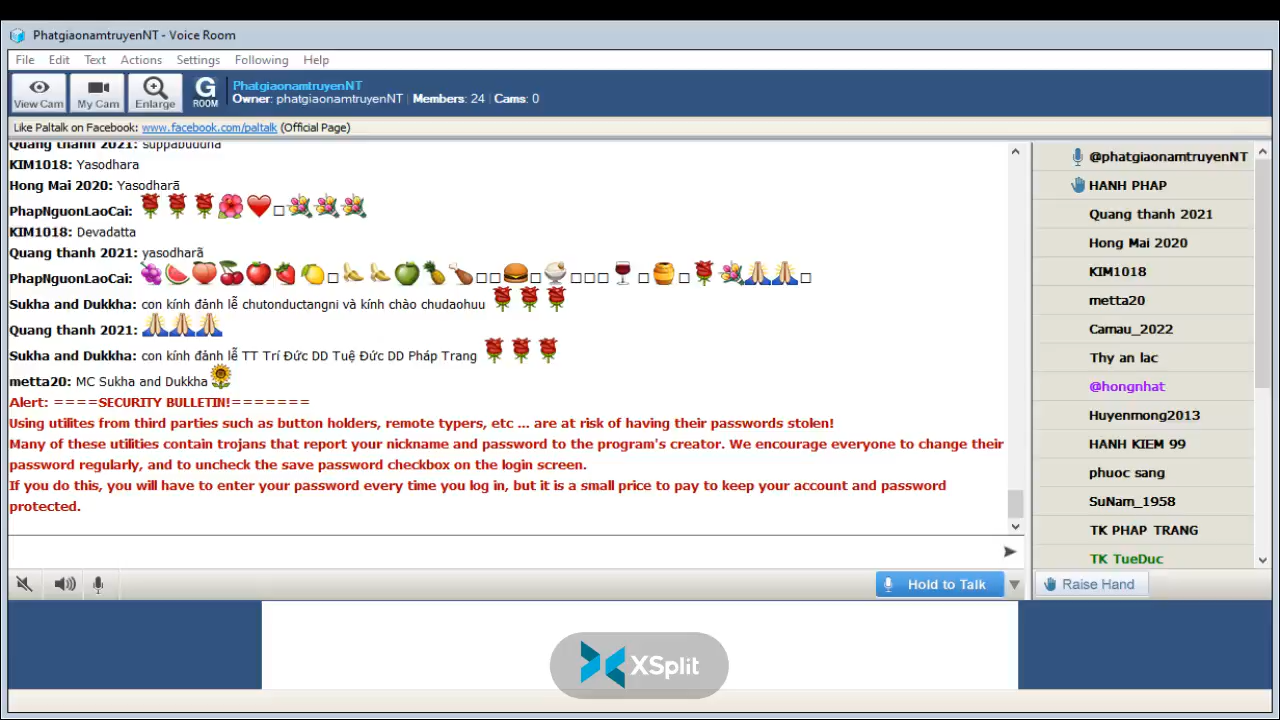 PhatgiaonamtruyenNT - Voice Room
File Edit Text Actions Settings Following Help
View Cam My Cam Enlarge G ROOM
PhatgiaonamtruyenNT
Owner: phatgiaonamtruyenNT Members: 24 Cams: 0
Like Paltalk on Facebook: www.facebook.com/paltalk (Official Page)
Quang thanh 2021: suppabuddha
KIM1018: Yasodhara
Hong Mai 2020: Yasodharā
PhapNguonLaoCai:
KIM1018: Devadatta
Quang thanh 2021: yasodharā
PhapNguonLaoCai:
Sukha and Dukkha: con kính đảnh lễ chutonductangni và kính chào chudaohuu
Quang thanh 2021:
Sukha and Dukkha: con kính đảnh lễ TT Trí Đức DD Tuệ Đức DD Pháp Trang
metta20: MC Sukha and Dukkha
Alert: ====SECURITY BULLETIN!=======
Using utilites from third parties such as button holders, remote typers, etc ... are at risk of having their passwords stolen!
Many of these utilities contain trojans that report your nickname and password to the program's creator. We encourage everyone to change their
password regularly, and to uncheck the save password checkbox on the login screen.
If you do this, you will have to enter your password every time you log in, but it is a small price to pay to keep your account and password
protected.
@phatgiaonamtruyenNT
HANH PHAP
Quang thanh 2021
Hong Mai 2020
KIM1018
metta20
Camau_2022
Thy an lac
@hongnhat
Huyenmong2013
HANH KIEM 99
phuoc sang
SuNam_1958
TK PHAP TRANG
TK TueDuc
Hold to Talk
Raise Hand
XSplit